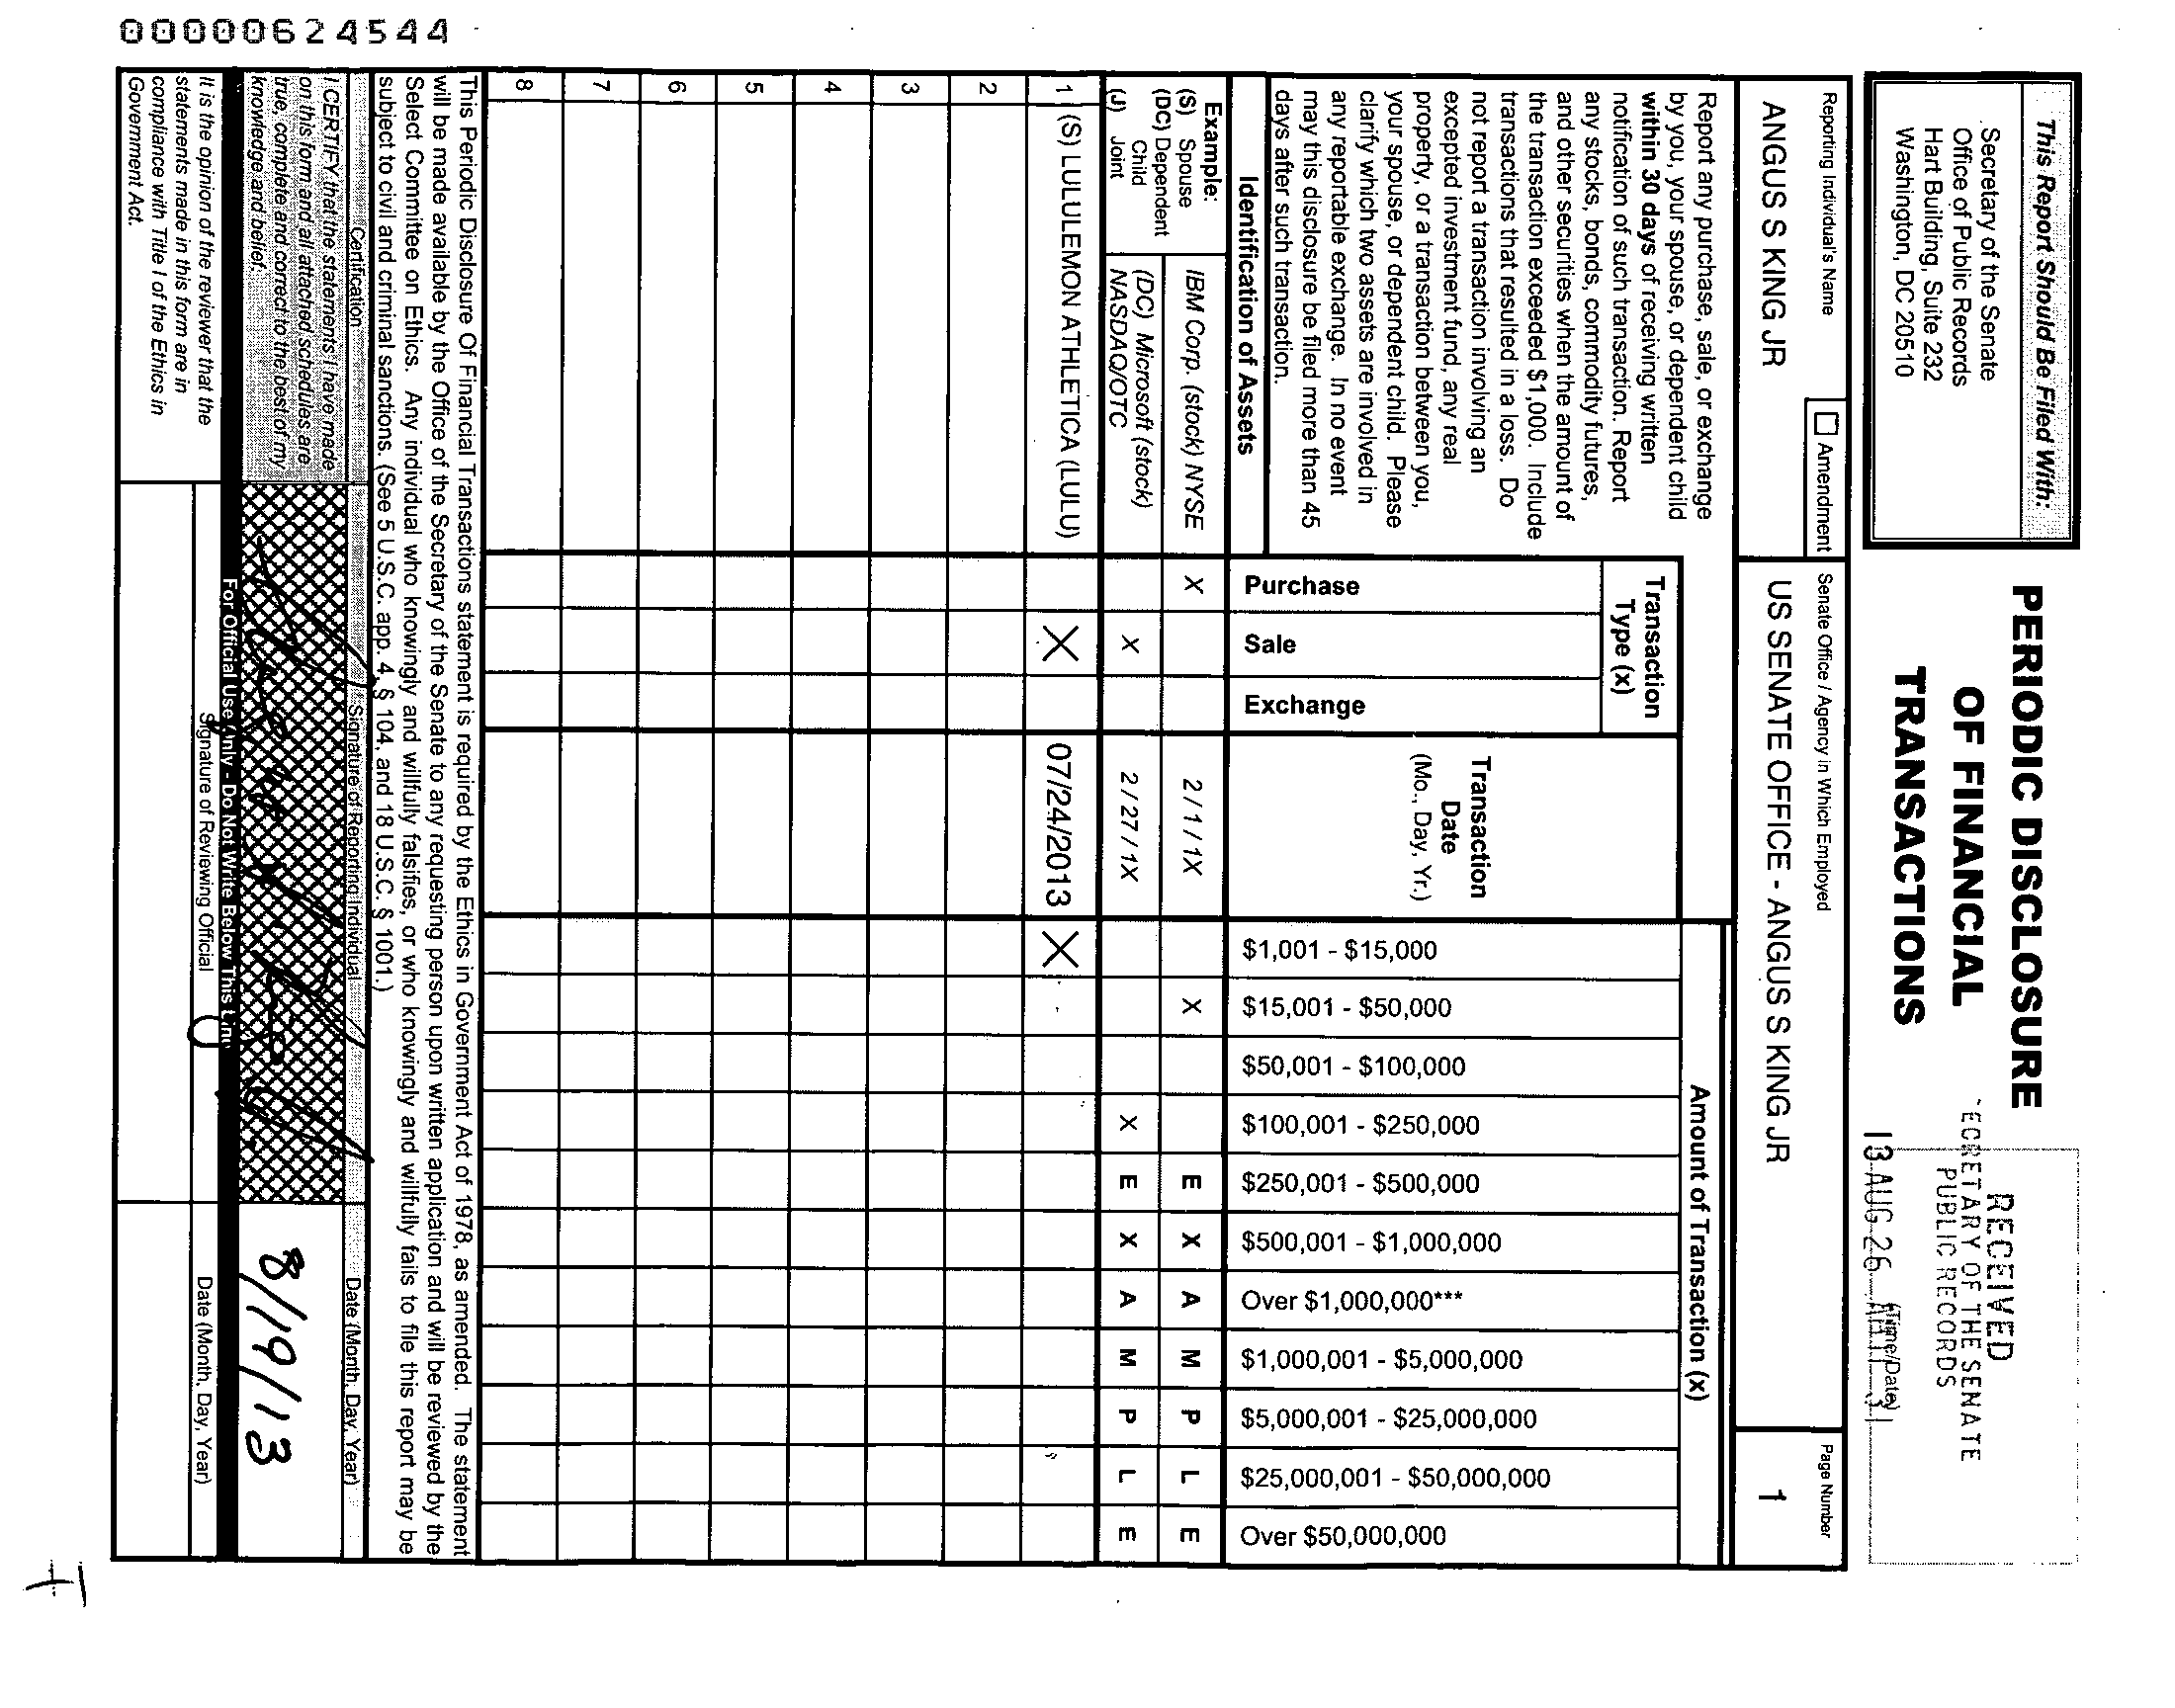 00000624544
This Report Should Be Filed With:
Secretary of the Senate
Office of Public Records
Hart Building, Suite 232
Washington, DC 20510
PERIODIC DISCLOSURE
OF FINANCIAL
TRANSACTIONS
RECEIVED
ECRETARY OF THE SENATE
PUBLIC RECORDS
(Time/Date)
13 AUG 26
Reporting Individual's Name
Amendment
Senate Office / Agency in Which Employed
Page Number
ANGUS S KING JR
US SENATE OFFICE - ANGUS S KING JR
1
Report any purchase, sale, or exchange
by you, your spouse, or dependent child
within 30 days of receiving written
notification of such transaction. Report
any stocks, bonds, commodity futures,
and other securities when the amount of
the transaction exceeded $1,000. Include
transactions that resulted in a loss. Do
not report a transaction involving an
excepted investment fund, any real
property, or a transaction between you,
your spouse, or dependent child. Please
clarify which two assets are involved in
any reportable exchange. In no event
may this disclosure be filed more than 45
days after such transaction.
Identification of Assets
Transaction
Type (x)
Purchase
Sale
Exchange
Transaction
Date
(Mo., Day, Yr.)
Amount of Transaction (x)
$1,001 - $15,000
$15,001 - $50,000
$50,001 - $100,000
$100,001 - $250,000
$250,001 - $500,000
$500,001 - $1,000,000
Over $1,000,000***
$1,000,001 - $5,000,000
$5,000,001 - $25,000,000
$25,000,001 - $50,000,000
Over $50,000,000
Example:
(S) Spouse
(DC) Dependent
Child
(J) Joint
IBM Corp. (stock) NYSE X 2 / 1 / 1X X E X A M P L E
(DC) Microsoft (stock)
NASDAQ/OTC X 2 / 27 / 1X X E X A M P L E
1 (S) LULULEMON ATHLETICA (LULU) X 07/24/2013 X
2
3
4
5
6
7
8
This Periodic Disclosure Of Financial Transactions statement is required by the Ethics in Government Act of 1978, as amended. The statement
will be made available by the Office of the Secretary of the Senate to any requesting person upon written application and will be reviewed by the
Select Committee on Ethics. Any individual who knowingly and willfully falsifies, or who knowingly and willfully fails to file this report may be
subject to civil and criminal sanctions. (See 5 U.S.C. app. 4, § 104, and 18 U.S.C. § 1001.)
Certification
Signature of Reporting Individual
Date (Month, Day, Year)
I CERTIFY that the statements I have made
on this form and all attached schedules are
true, complete and correct to the best of my
knowledge and belief.
8/19/13
For Official Use Only - Do Not Write Below This Line
It is the opinion of the reviewer that the
statements made in this form are in
compliance with Title I of the Ethics in
Government Act.
Signature of Reviewing Official
Date (Month, Day, Year)